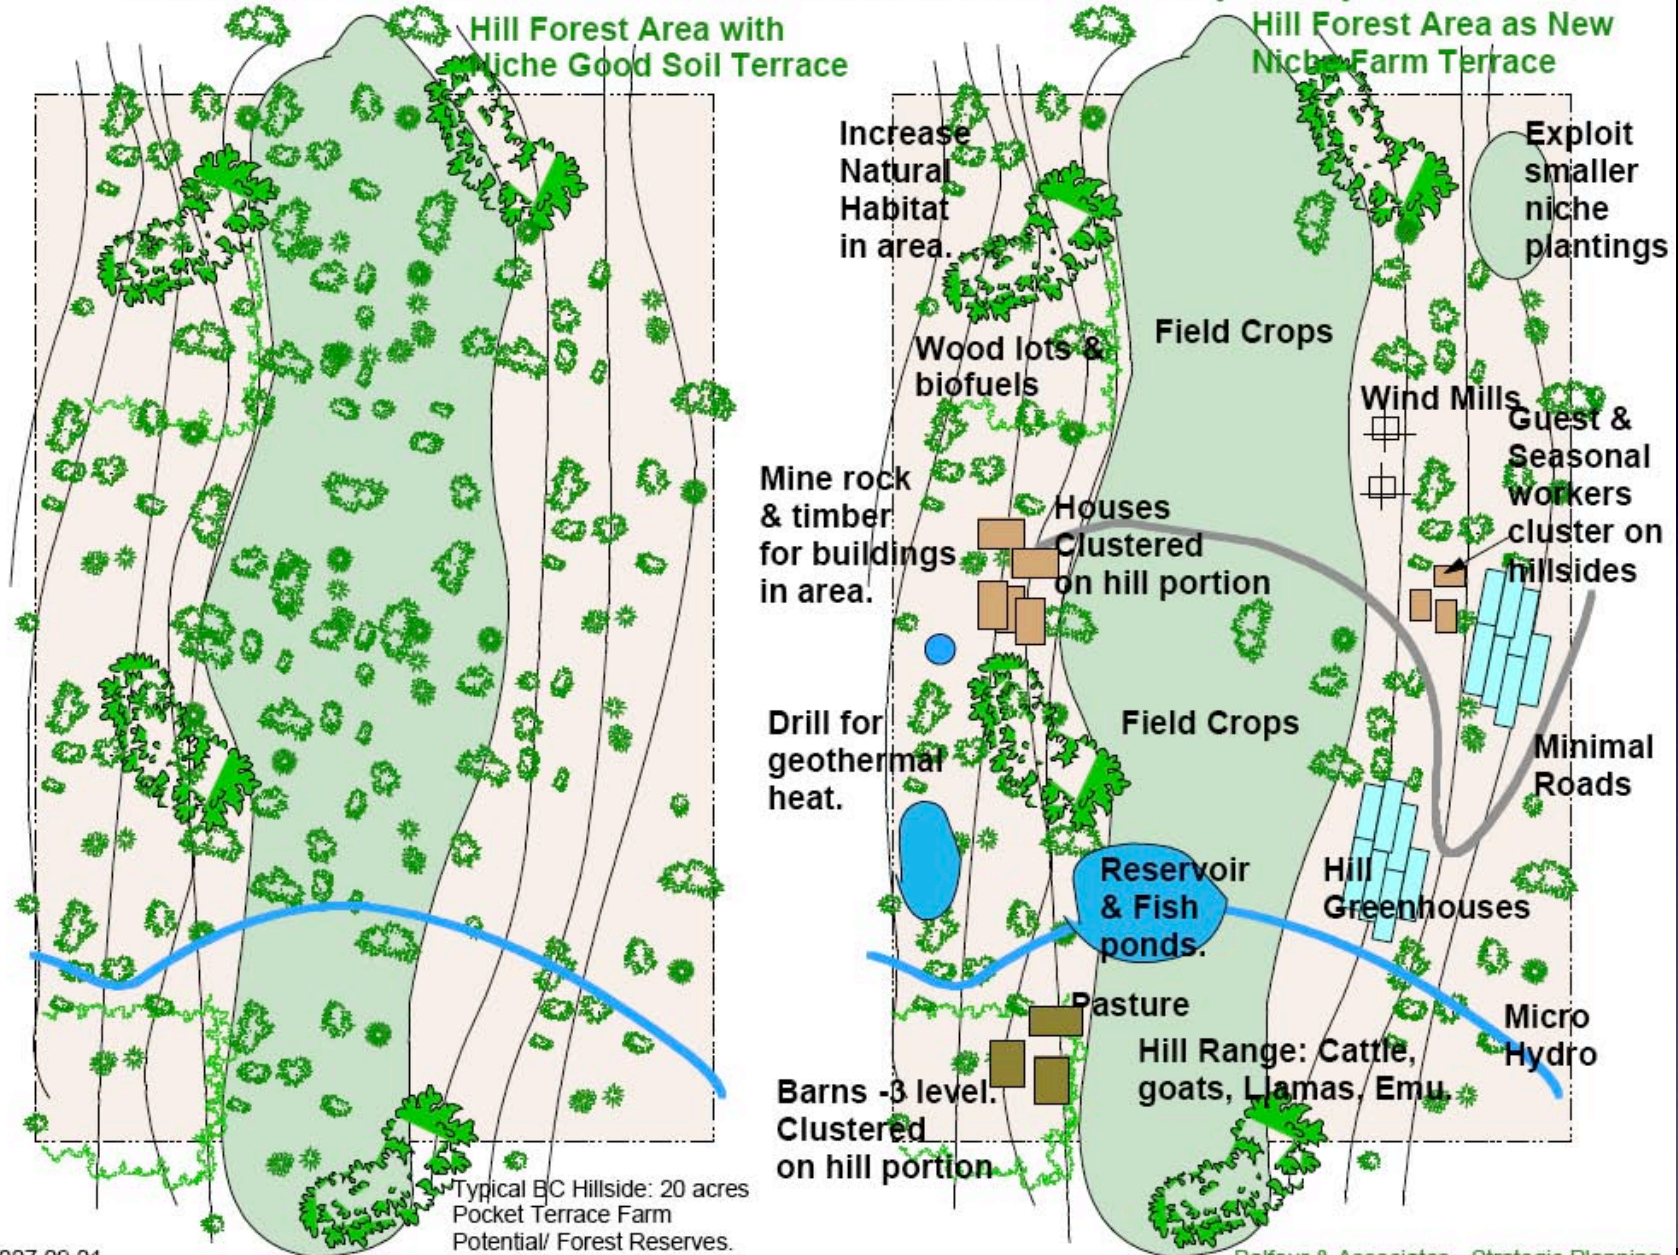 Hill Forest Area with
Niche Good Soil Terrace
Typical BC Hillside: 20 acres
Pocket Terrace Farm
Potential/ Forest Reserves.
Hill Forest Area as New
Niche Farm Terrace
Increase
Natural
Habitat
in area.
Exploit
smaller
niche
plantings
Field Crops
Wood lots &
biofuels
Wind Mills
Guest &
Seasonal
workers
cluster on
hillsides
Mine rock
& timber
for buildings
in area.
Houses
Clustered
on hill portion
Drill for
geothermal
heat.
Field Crops
Minimal
Roads
Reservoir
& Fish
ponds.
Hill
Greenhouses
Pasture
Micro
Hydro
Hill Range: Cattle,
goats, Llamas, Emu.
Barns -3 level.
Clustered
on hill portion
Balfour & Associates - Strategic Planning